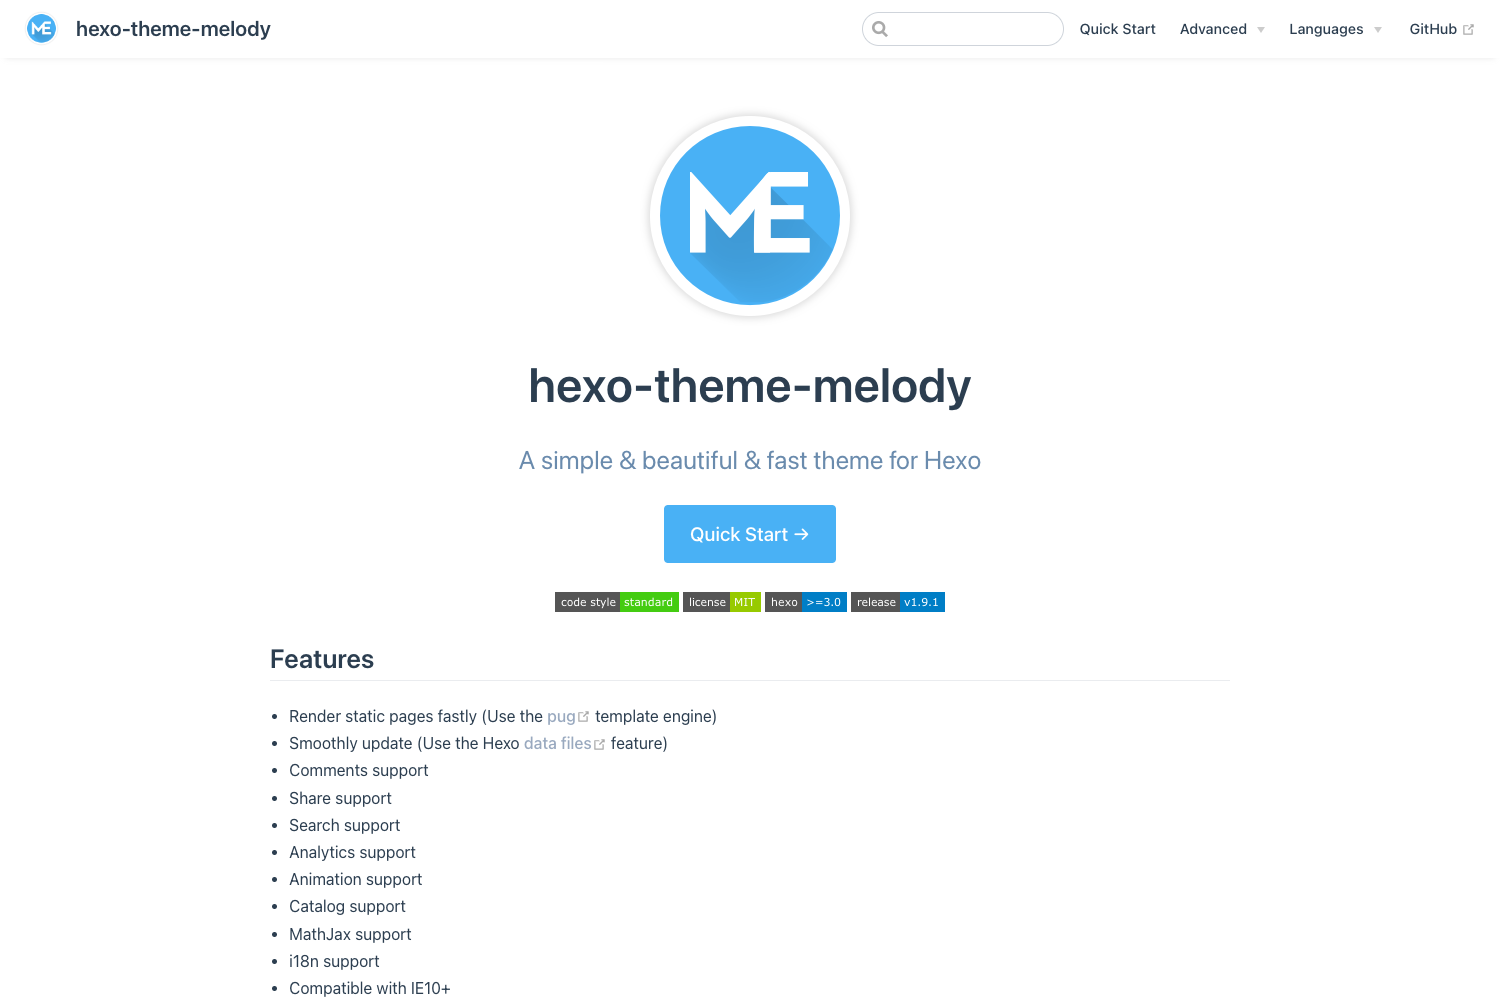 ME hexo-theme-melody Quick Start Advanced Languages GitHub
ME
hexo-theme-melody
A simple & beautiful & fast theme for Hexo
Quick Start →
code style standard license MIT hexo >=3.0 release v1.9.1
Features
• Render static pages fastly (Use the pug template engine)
• Smoothly update (Use the Hexo data files feature)
• Comments support
• Share support
• Search support
• Analytics support
• Animation support
• Catalog support
• MathJax support
• i18n support
• Compatible with IE10+